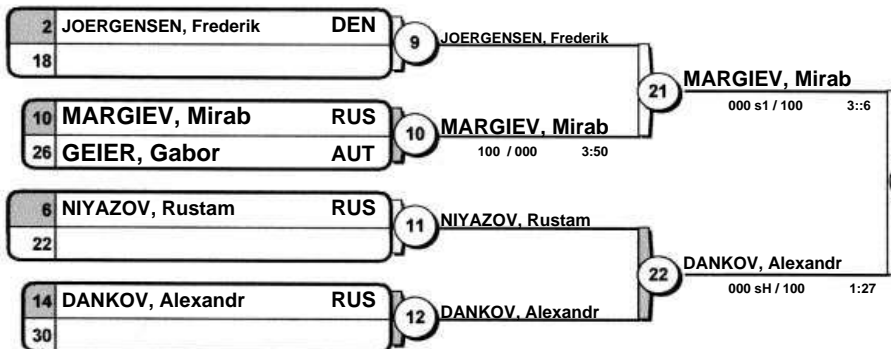 2 JOERGENSEN, Frederik DEN
18
9
JOERGENSEN, Frederik
10 MARGIEV, Mirab RUS
26 GEIER, Gabor AUT
10
MARGIEV, Mirab
100 / 000 3:50
21
MARGIEV, Mirab
000 s1 / 100 3::6
6 NIYAZOV, Rustam RUS
22
11
NIYAZOV, Rustam
14 DANKOV, Alexandr RUS
30
12
DANKOV, Alexandr
22
DANKOV, Alexandr
000 sH / 100 1:27